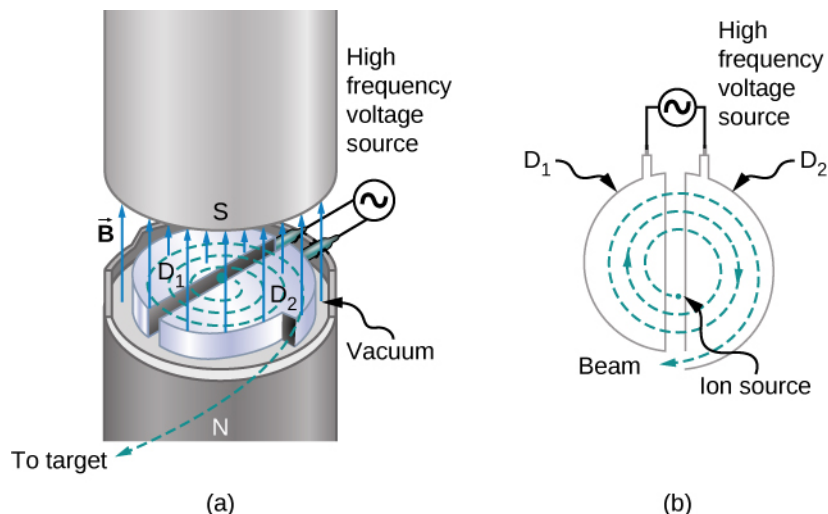 High
frequency
voltage
source
S
B
D1
D2
Vacuum
N
To target
(a)
High
frequency
voltage
source
D1
D2
Beam
Ion source
(b)